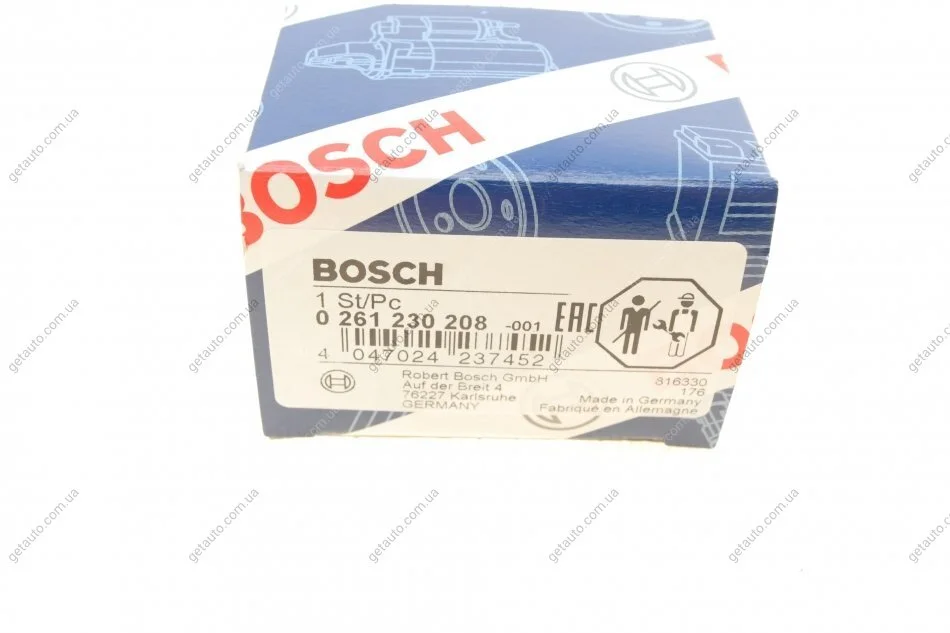 BOSCH
BOSCH
1 St/Pc
0 261 230 208 -001 EAC
4 047024 237452
Robert Bosch GmbH
Auf der Breit 4
76227 Karlsruhe
GERMANY
816330
176
Made in Germany
Fabriqué en Allemagne
getauto.com.ua